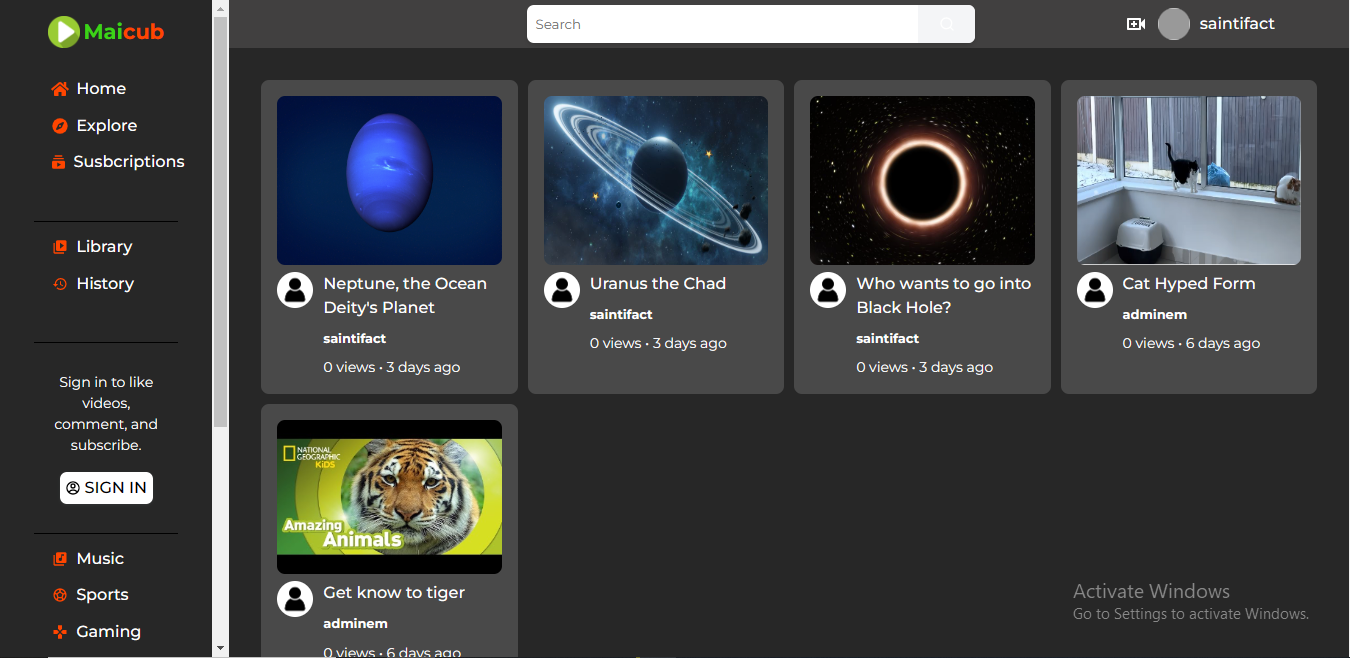 Maicub
Search
saintifact
Home
Explore
Susbcriptions
Library
History
Sign in to like
videos,
comment, and
subscribe.
SIGN IN
Music
Sports
Gaming
Neptune, the Ocean
Deity's Planet
saintifact
0 views • 3 days ago
Uranus the Chad
saintifact
0 views • 3 days ago
Who wants to go into
Black Hole?
saintifact
0 views • 3 days ago
Cat Hyped Form
adminem
0 views • 6 days ago
NATIONAL
GEOGRAPHIC
KiDS
Amazing
Animals
Get know to tiger
adminem
0 views • 6 days ago
Activate Windows
Go to Settings to activate Windows.